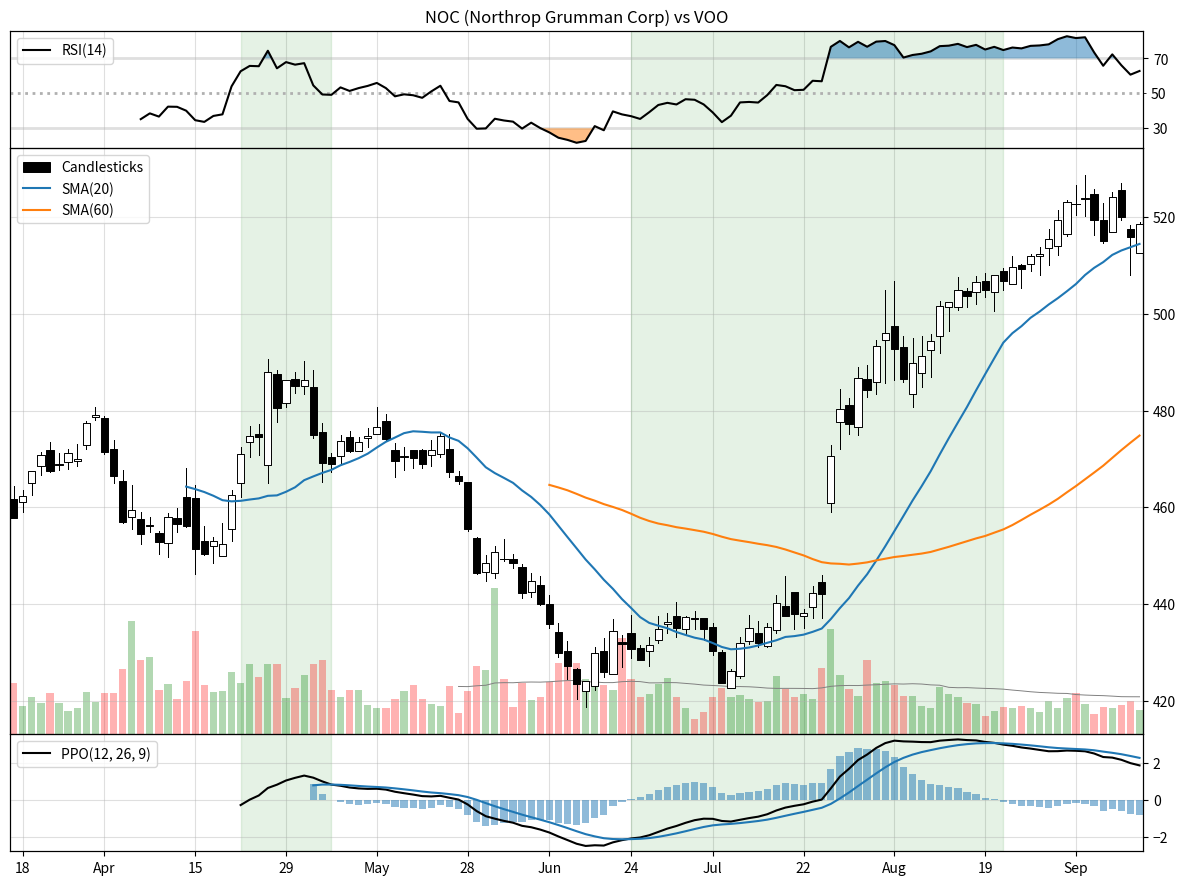 NOC (Northrop Grumman Corp) vs VOO
RSI(14)
70
50
30
Candlesticks
SMA(20)
SMA(60)
520
500
480
460
440
420
PPO(12, 26, 9)
2
0
−2
18 Apr 15 29 May 28 Jun 24 Jul 22 Aug 19 Sep